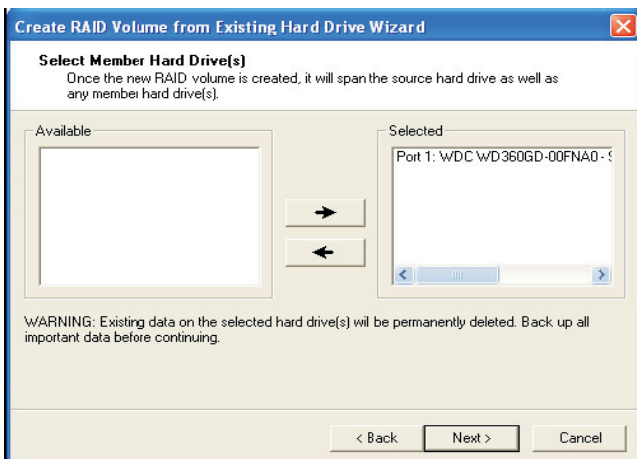 Create RAID Volume from Existing Hard Drive Wizard
Select Member Hard Drive(s)
Once the new RAID volume is created, it will span the source hard drive as well as
any member hard drive(s).
Available
Selected
Port 1: WDC WD360GD-00FNA0 - S
WARNING: Existing data on the selected hard drive(s) wil be permanently deleted. Back up all
important data before continuing.
< Back
Next >
Cancel